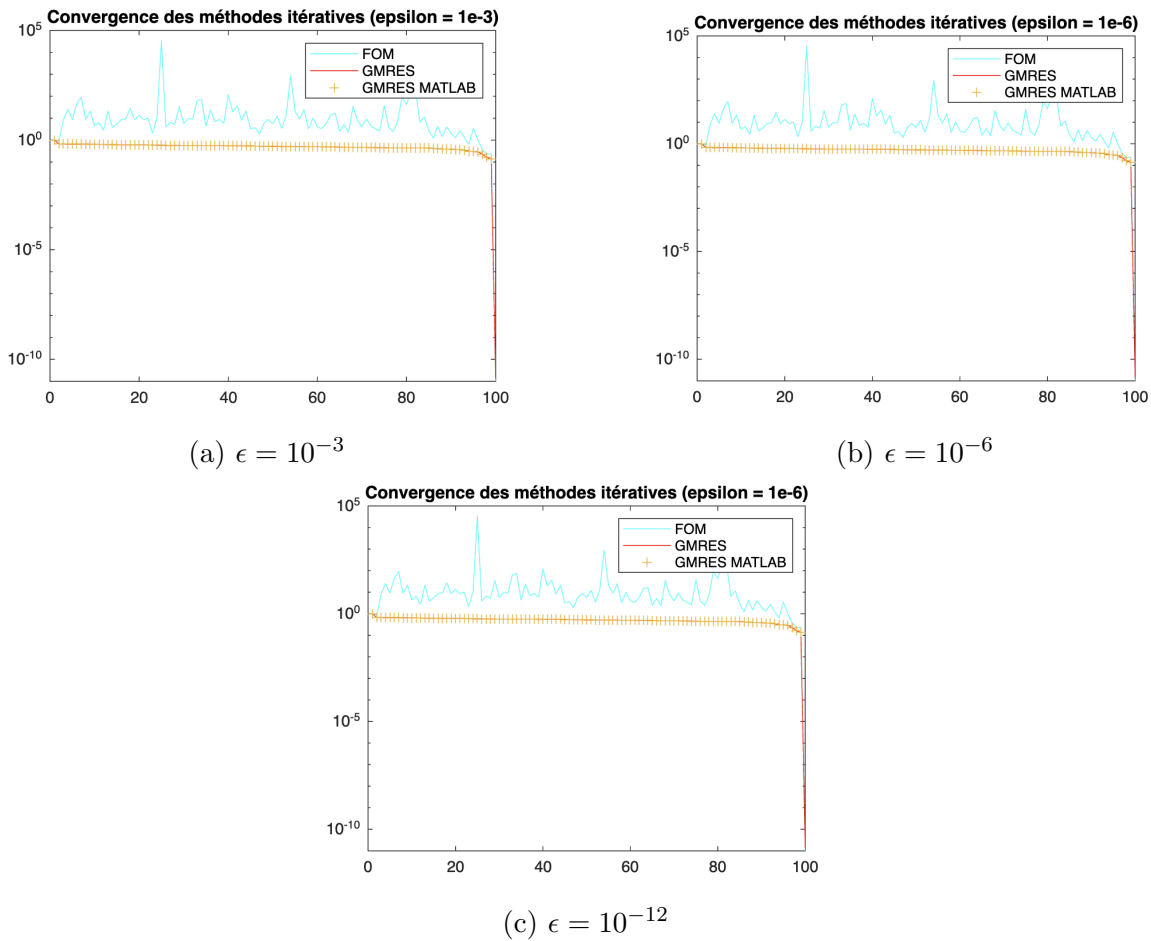 Convergence des méthodes itératives (epsilon = 1e-3)
10^5
10^0
10^-5
10^-10
0 20 40 60 80 100
FOM
GMRES
GMRES MATLAB
(a) ϵ = 10^-3
Convergence des méthodes itératives (epsilon = 1e-6)
10^5
10^0
10^-5
10^-10
0 20 40 60 80 100
FOM
GMRES
GMRES MATLAB
(b) ϵ = 10^-6
Convergence des méthodes itératives (epsilon = 1e-6)
10^5
10^0
10^-5
10^-10
0 20 40 60 80 100
FOM
GMRES
GMRES MATLAB
(c) ϵ = 10^-12